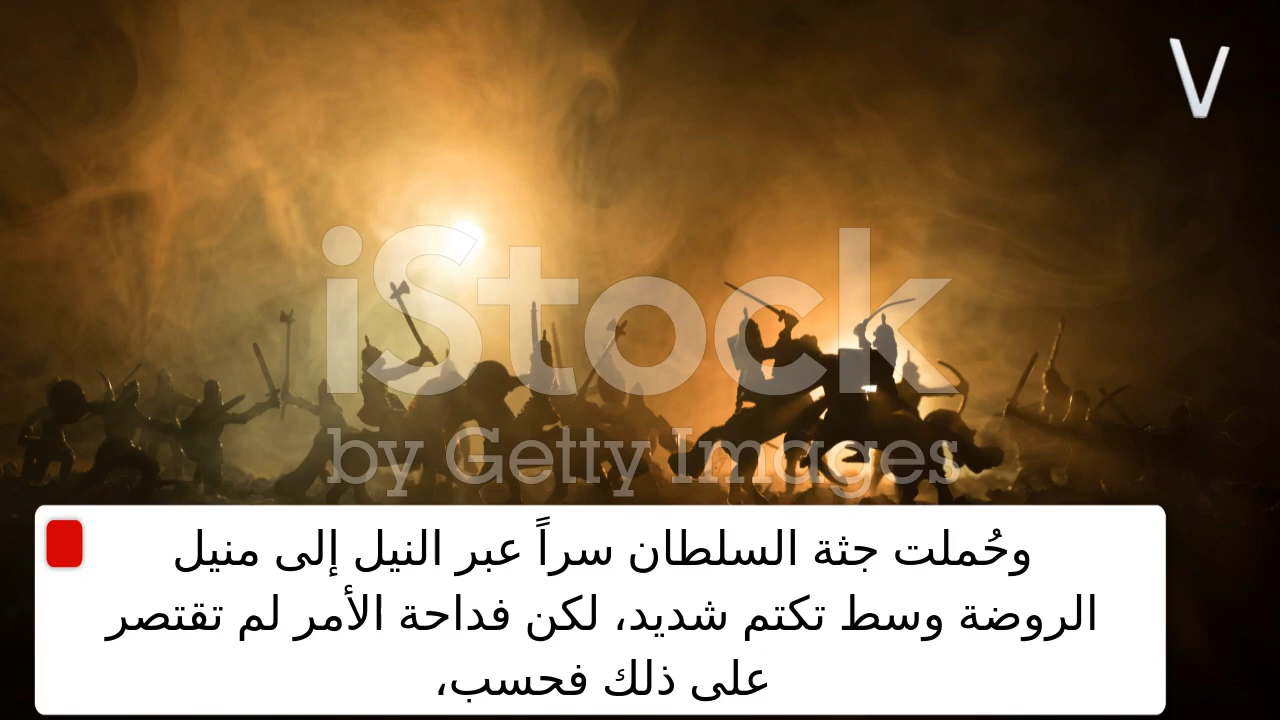 V
iStock
by Getty Images
وحُملت جثة السلطان سراً عبر النيل إلى منيل
الروضة وسط تكتم شديد، لكن فداحة الأمر لم تقتصر
على ذلك فحسب،